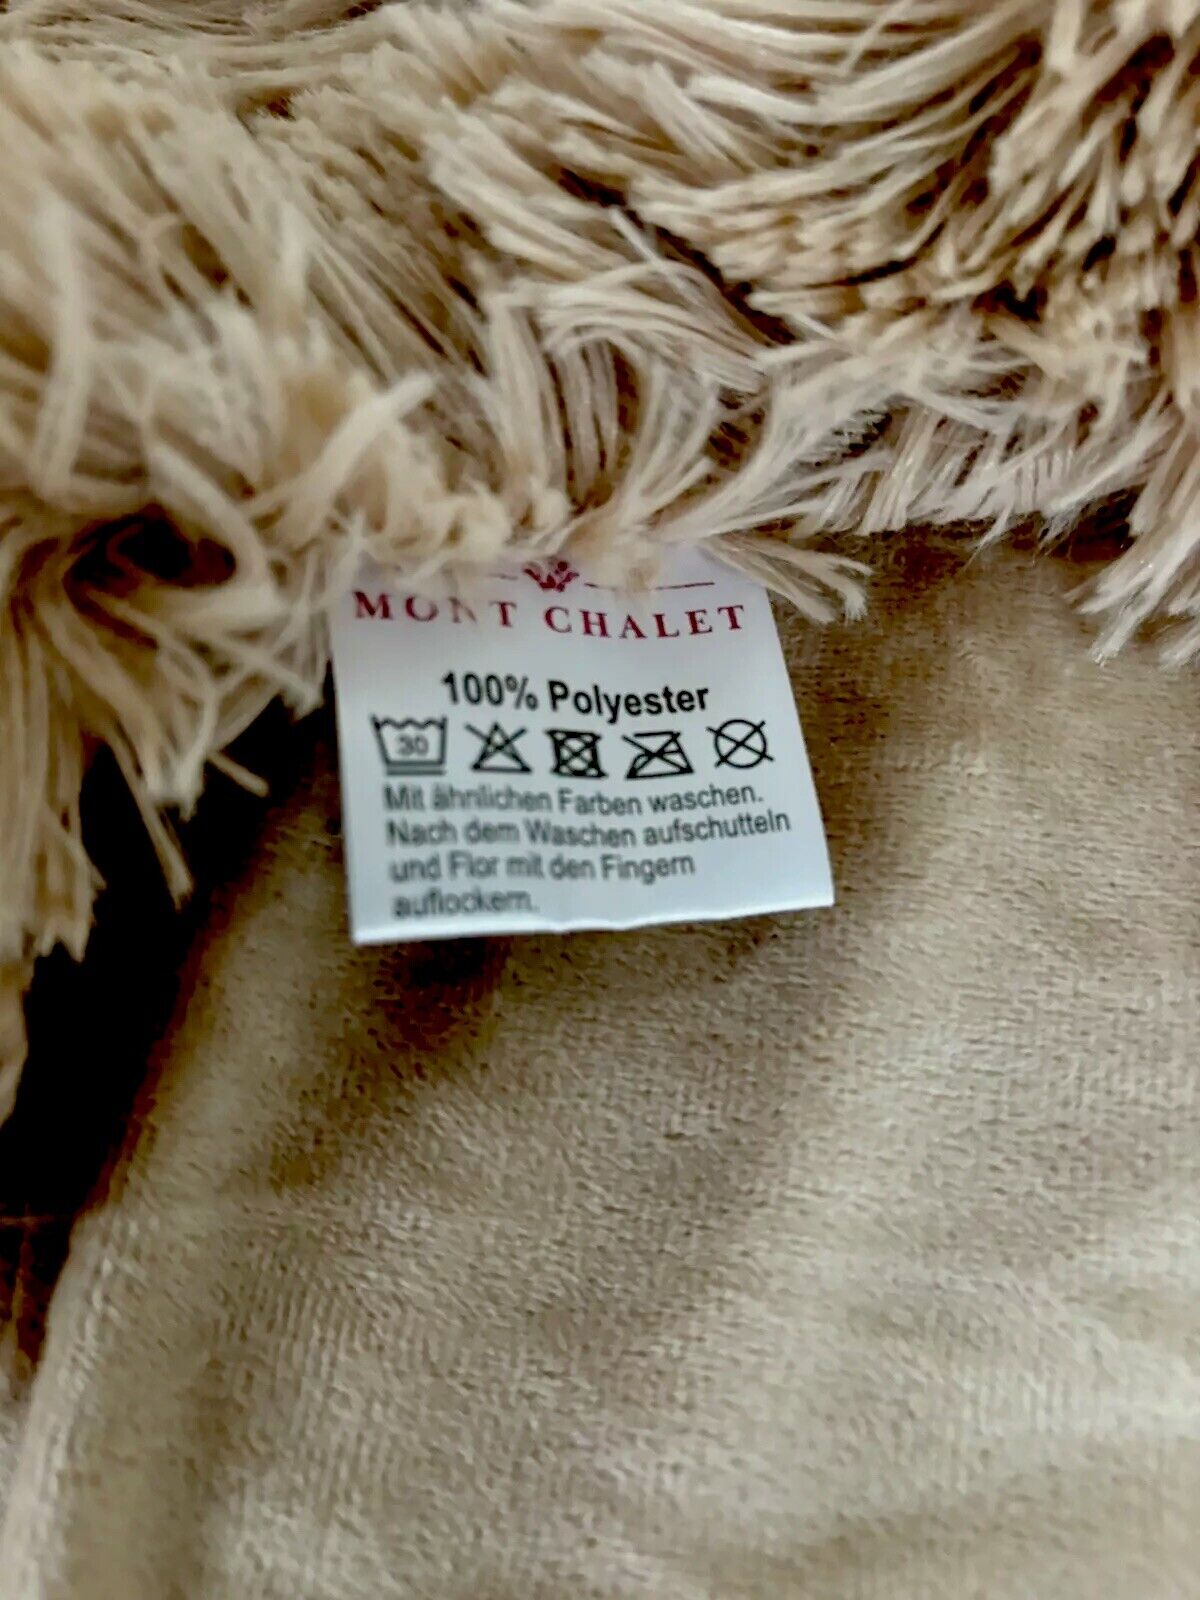 MONT CHALET
100% Polyester
30
Mit ähnlichen Farben waschen.
Nach dem Waschen aufschutteln
und Flor mit den Fingern
auflockern.